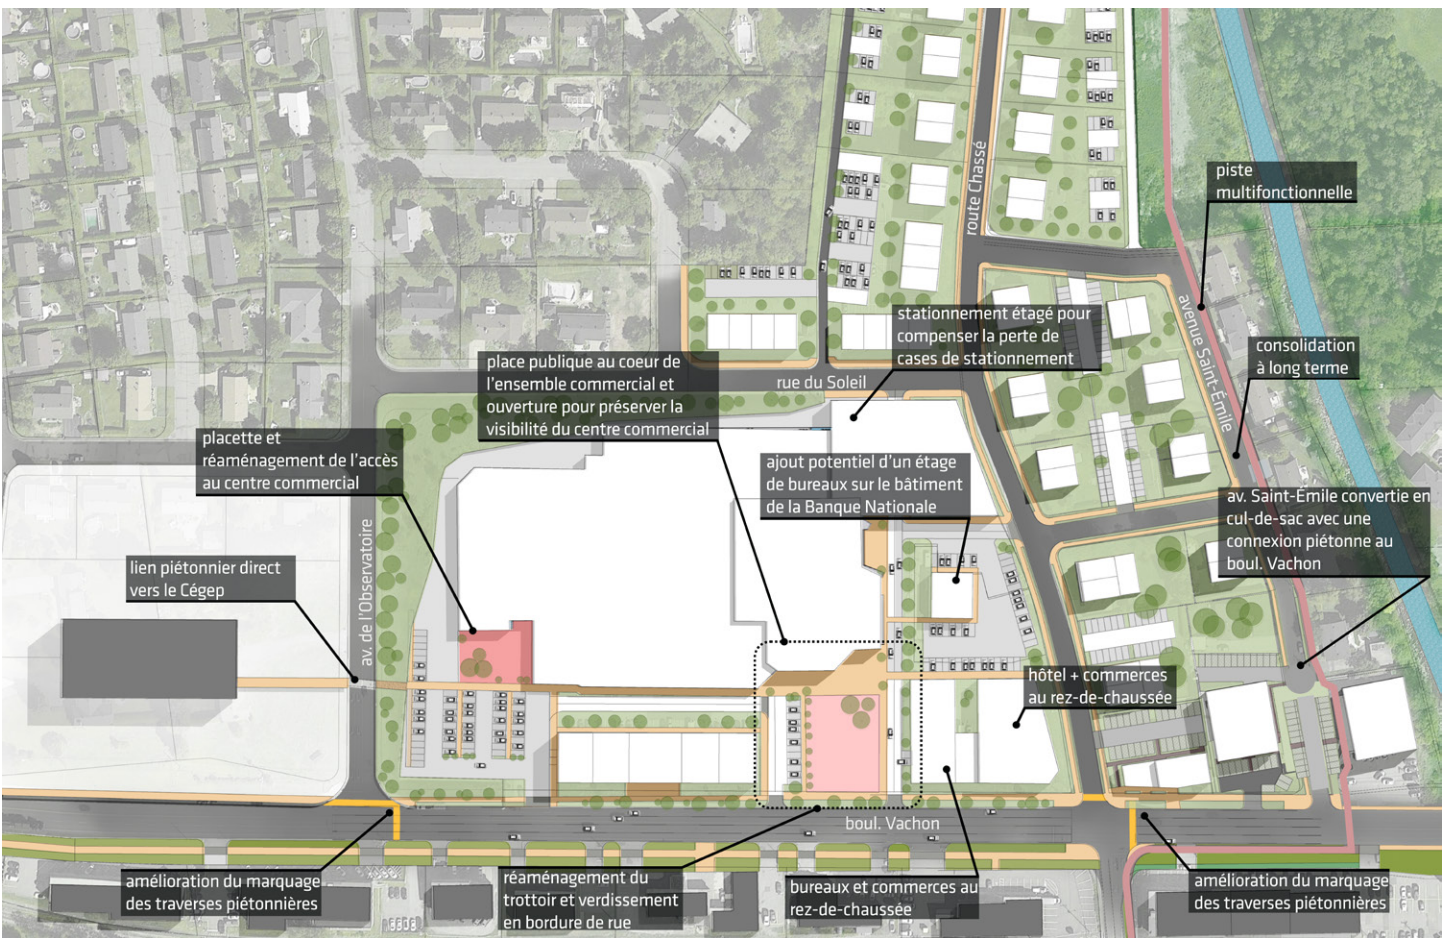 piste
multifonctionnelle
route Chassé
stationnement étagé pour
compenser la perte de
cases de stationnement
avenue Saint-Émile
consolidation
à long terme
place publique au coeur de
l'ensemble commercial et
ouverture pour préserver la
visibilité du centre commercial
rue du Soleil
placette et
réaménagement de l'accès
au centre commercial
ajout potentiel d'un étage
de bureaux sur le bâtiment
de la Banque Nationale
av. Saint-Émile convertie en
cul-de-sac avec une
connexion piétonne au
boul. Vachon
lien piétonnier direct
vers le Cégep
av. de l'Observatoire
hôtel + commerces
au rez-de-chaussée
boul. Vachon
amélioration du marquage
des traverses piétonnières
réaménagement du
trottoir et verdissement
en bordure de rue
bureaux et commerces au
rez-de-chaussée
amélioration du marquage
des traverses piétonnières